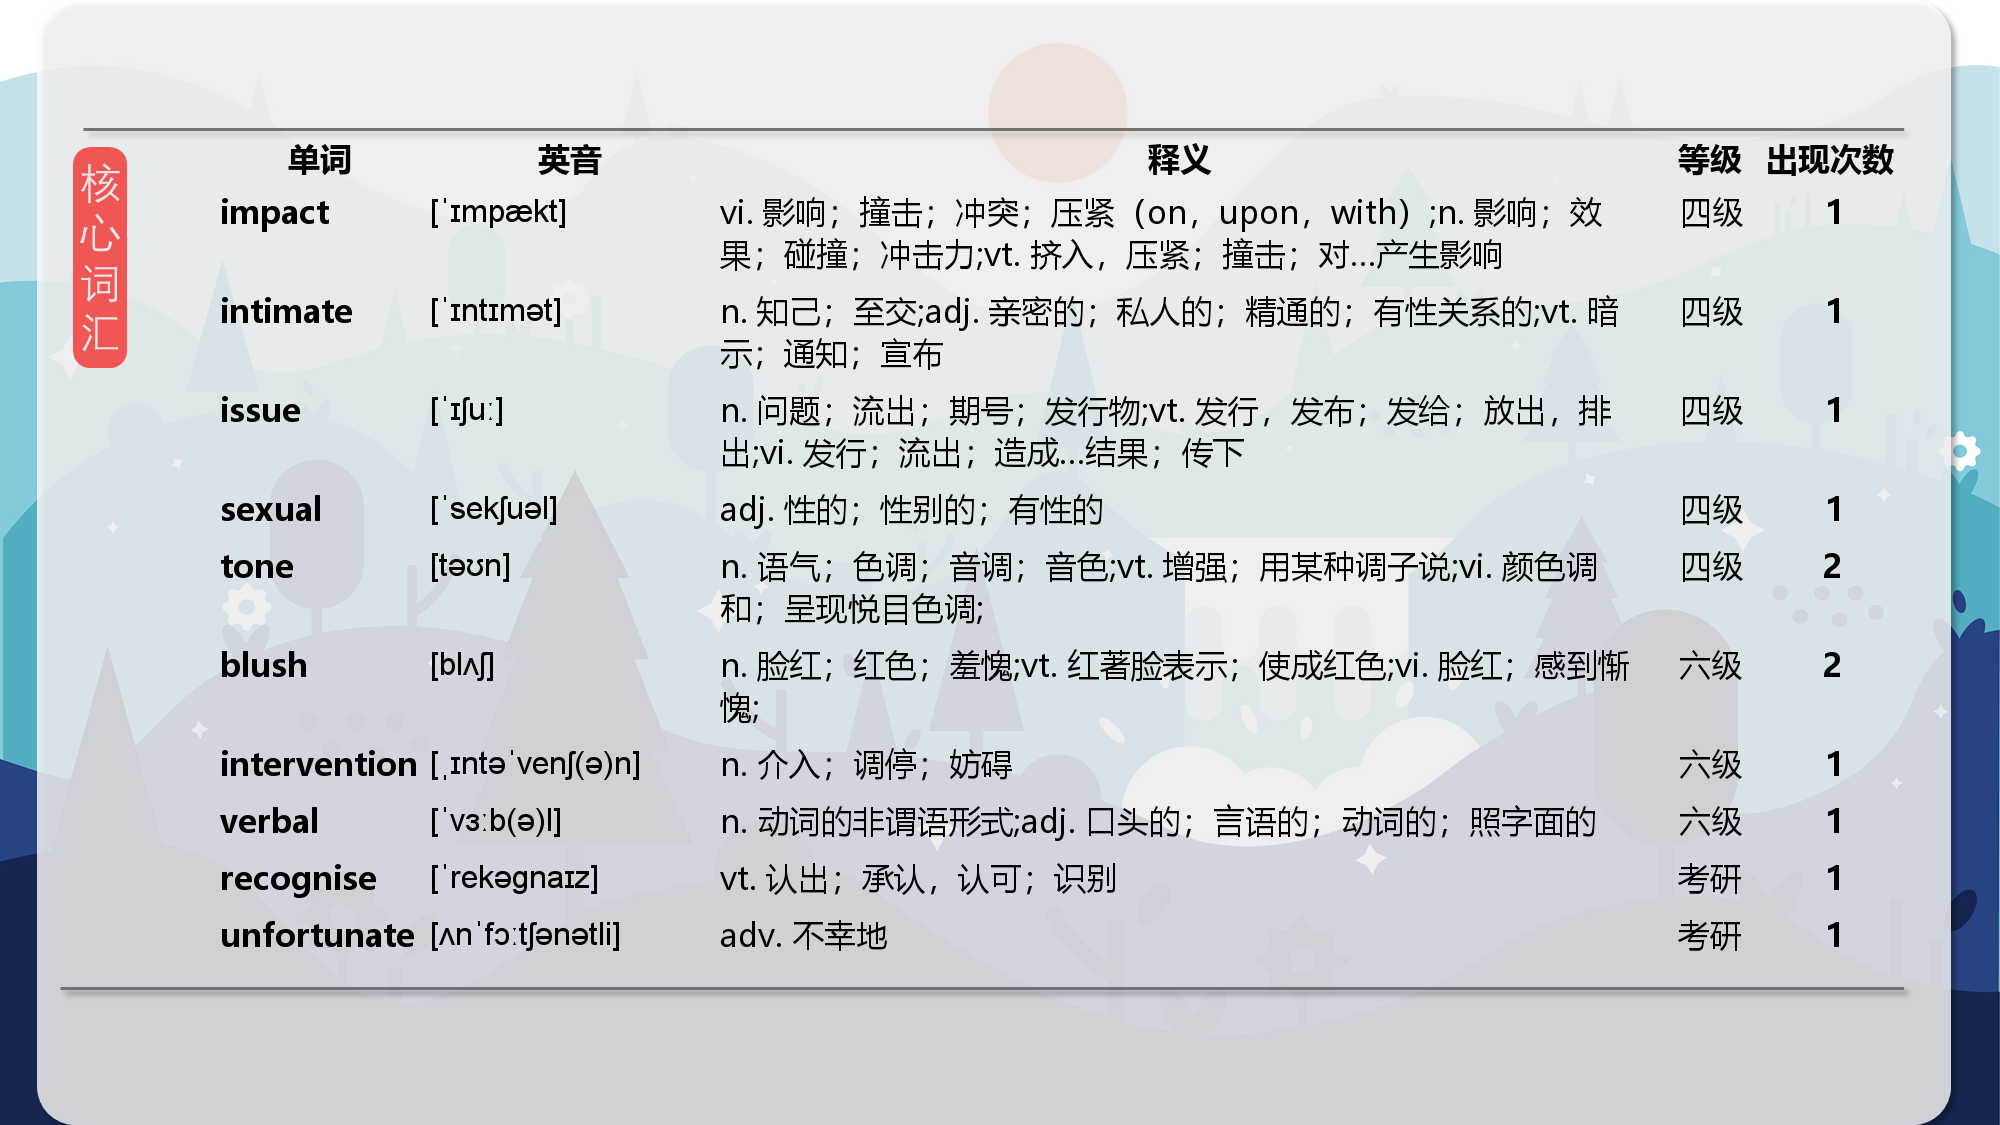 核心词汇
单词 英音 释义 等级 出现次数
impact [ˈɪmpækt] vi. 影响；撞击；冲突；压紧（on，upon，with）;n. 影响；效 四级 1
果；碰撞；冲击力;vt. 挤入，压紧；撞击；对...产生影响
intimate [ˈɪntɪmət] n. 知己；至交;adj. 亲密的；私人的；精通的；有性关系的;vt. 暗 四级 1
示；通知；宣布
issue [ˈɪʃuː] n. 问题；流出；期号；发行物;vt. 发行，发布；发给；放出，排 四级 1
出;vi. 发行；流出；造成...结果；传下
sexual [ˈsekʃuəl] adj. 性的；性别的；有性的 四级 1
tone [təʊn] n. 语气；色调；音调；音色;vt. 增强；用某种调子说;vi. 颜色调 四级 2
和；呈现悦目色调;
blush [blʌʃ] n. 脸红；红色；羞愧;vt. 红著脸表示；使成红色;vi. 脸红；感到惭 六级 2
愧;
intervention [ˌɪntəˈvenʃ(ə)n] n. 介入；调停；妨碍 六级 1
verbal [ˈvɜːb(ə)l] n. 动词的非谓语形式;adj. 口头的；言语的；动词的；照字面的 六级 1
recognise [ˈrekəgnaɪz] vt. 认出；承认，认可；识别 考研 1
unfortunate [ʌnˈfɔːtʃənətli] adv. 不幸地 考研 1